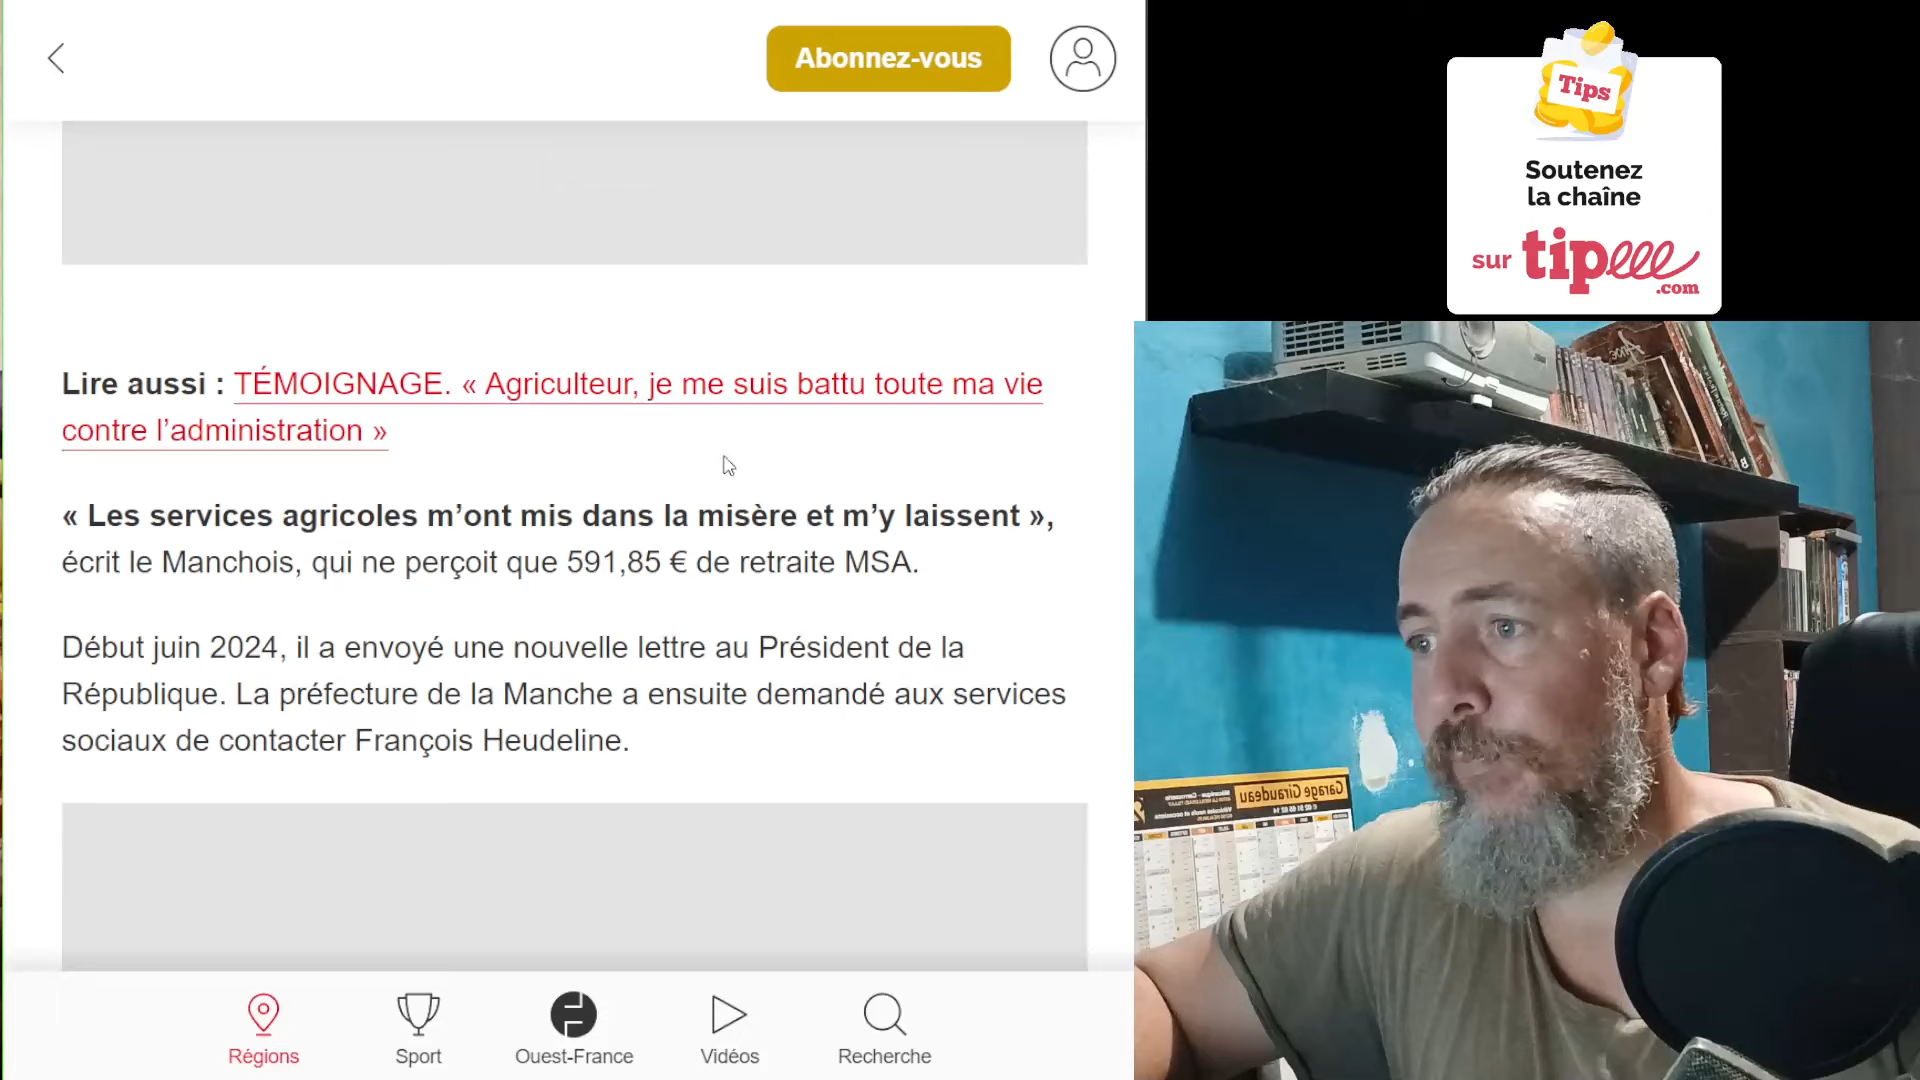 Abonnez-vous
Lire aussi : TÉMOIGNAGE. « Agriculteur, je me suis battu toute ma vie
contre l’administration »
« Les services agricoles m’ont mis dans la misère et m’y laissent »,
écrit le Manchois, qui ne perçoit que 591,85 € de retraite MSA.
Début juin 2024, il a envoyé une nouvelle lettre au Président de la
République. La préfecture de la Manche a ensuite demandé aux services
sociaux de contacter François Heudeline.
Régions
Sport
Ouest-France
Vidéos
Recherche
Tips
Soutenez
la chaîne
sur tipeee
.com
Garage Giraudeau